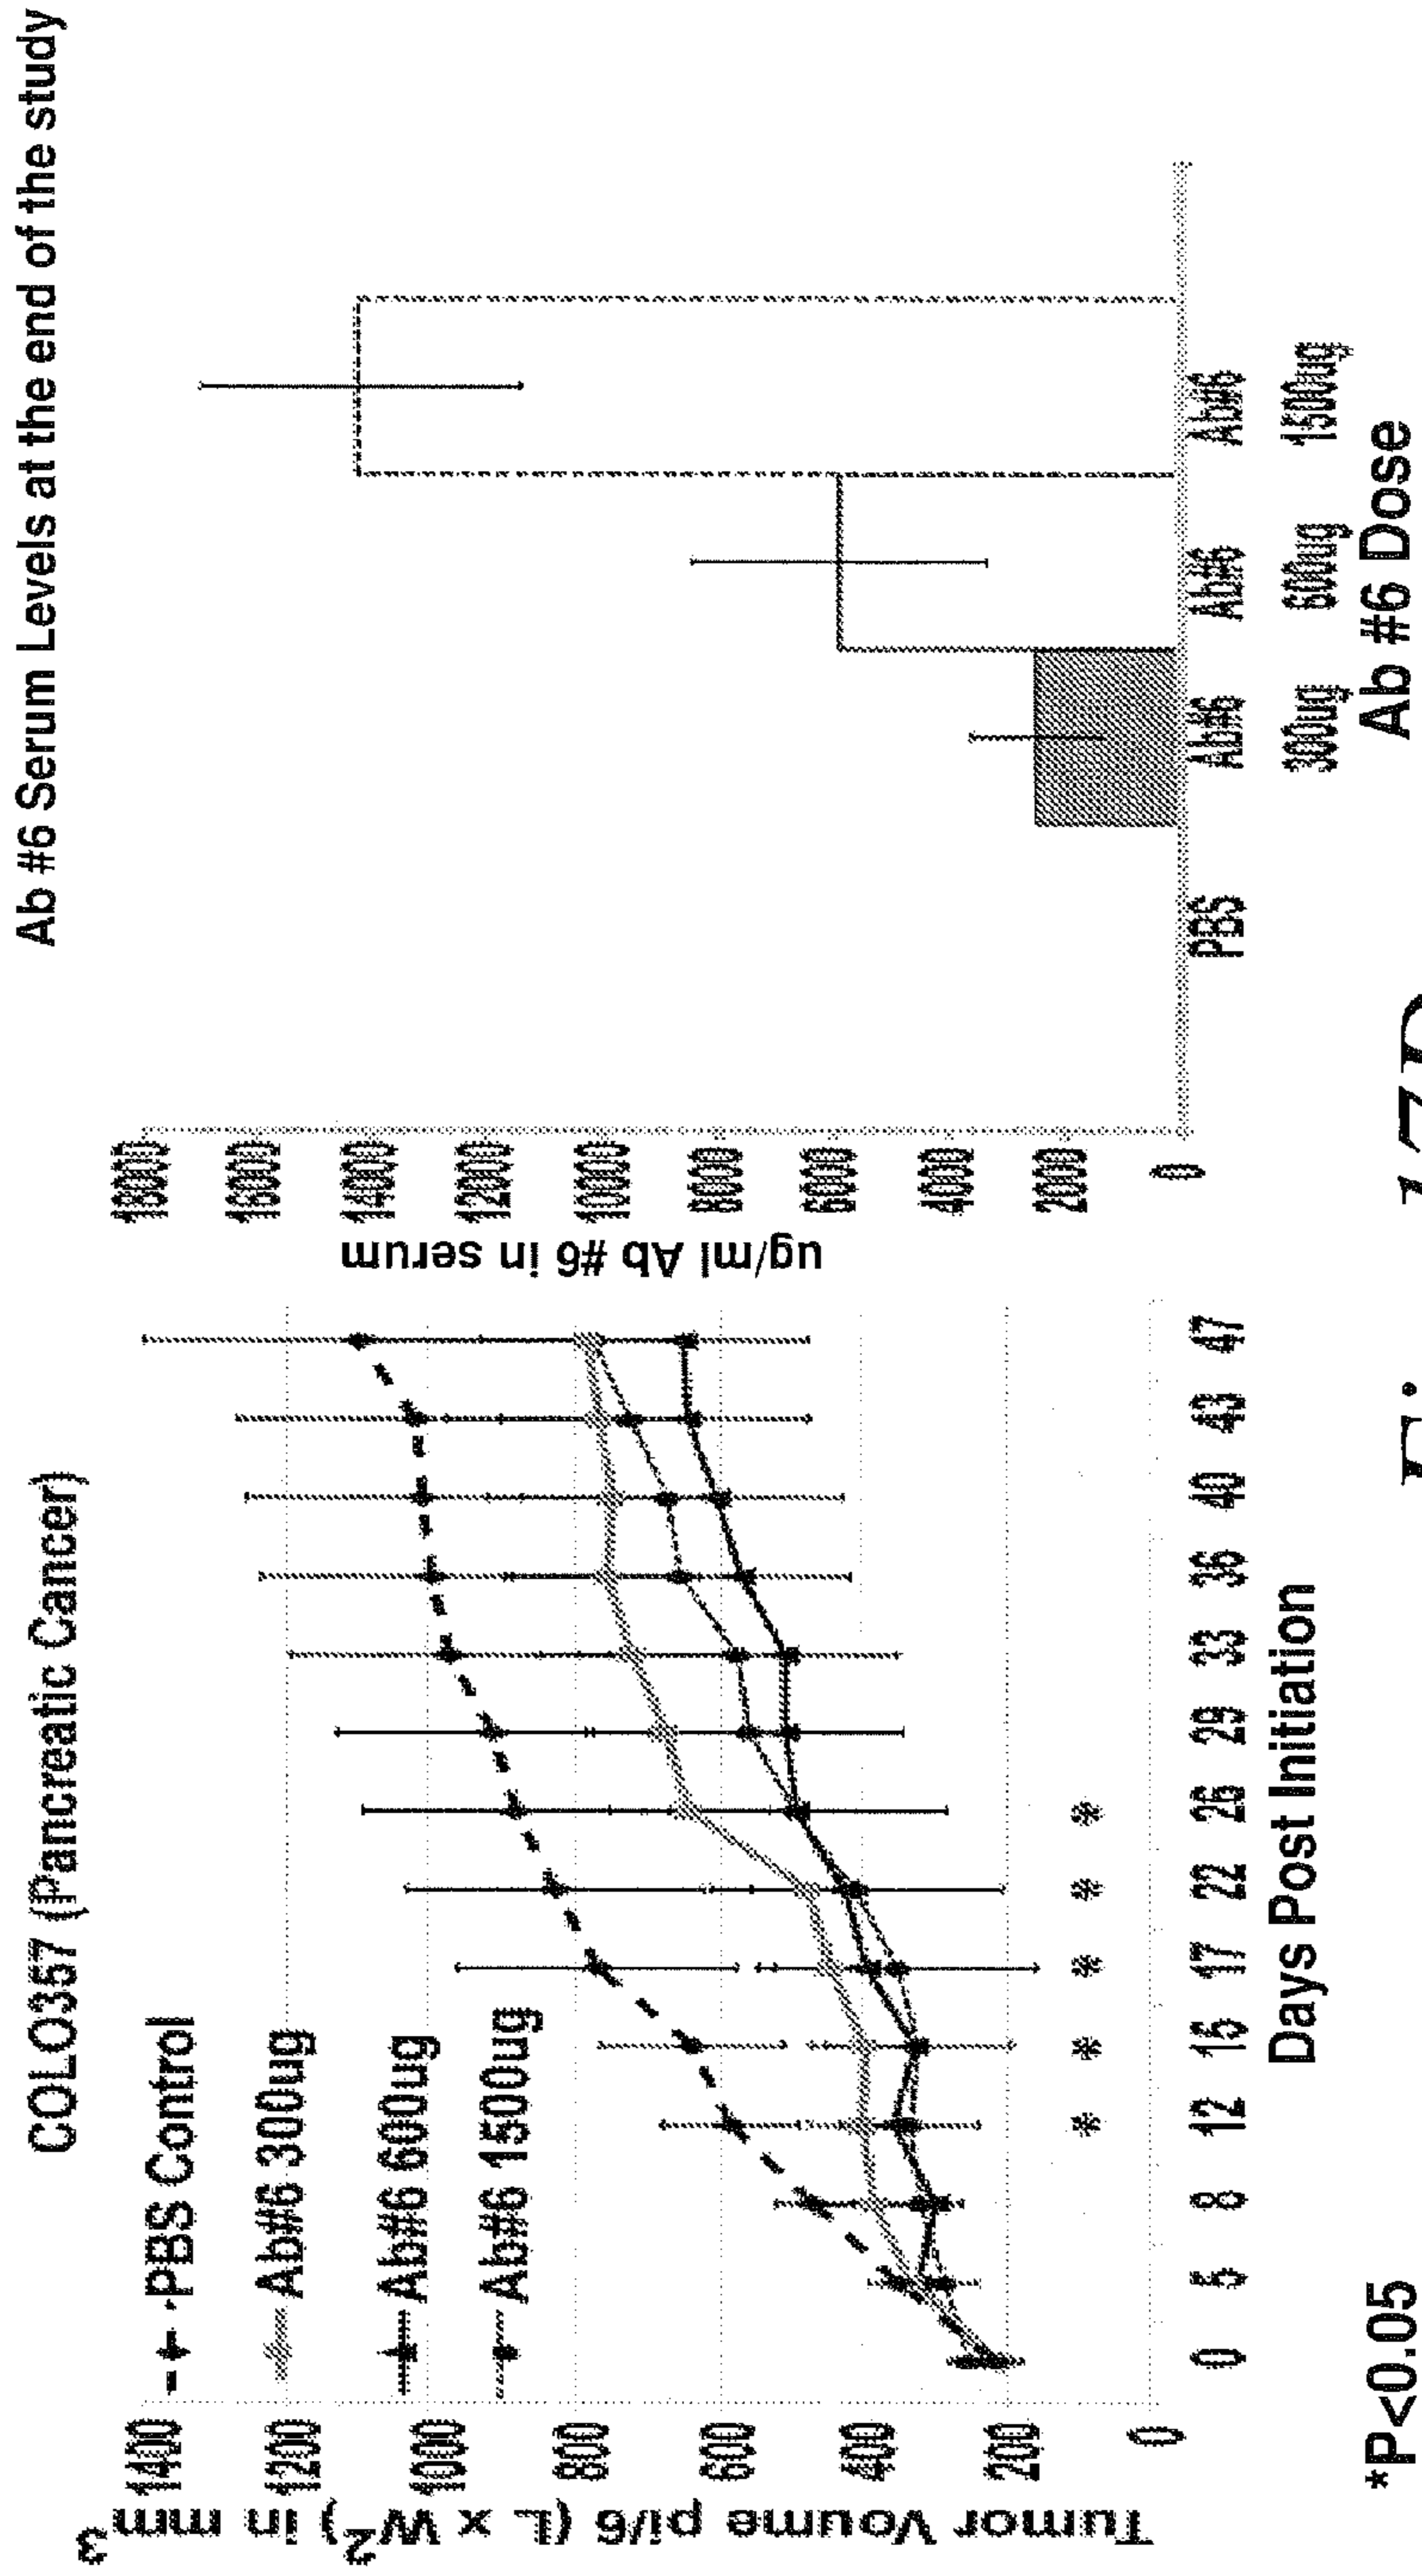 COLO357 (Pancreatic Cancer)
Tumor Voume pi/6 (L x W²) in mm³
1400
1200
1000
800
600
400
200
0
PBS Control
Ab#6 300ug
Ab#6 600ug
Ab#6 1500ug
* * * * *
0 5 8 12 15 17 22 26 29 33 36 40 43 47
Days Post Initiation
*P<0.05
Ab #6 Serum Levels at the end of the study
ug/ml Ab #6 in serum
18000
16000
14000
12000
10000
8000
6000
4000
2000
0
PBS Ab#6 Ab#6 Ab#6
300ug 600ug 1500ug
Ab #6 Dose